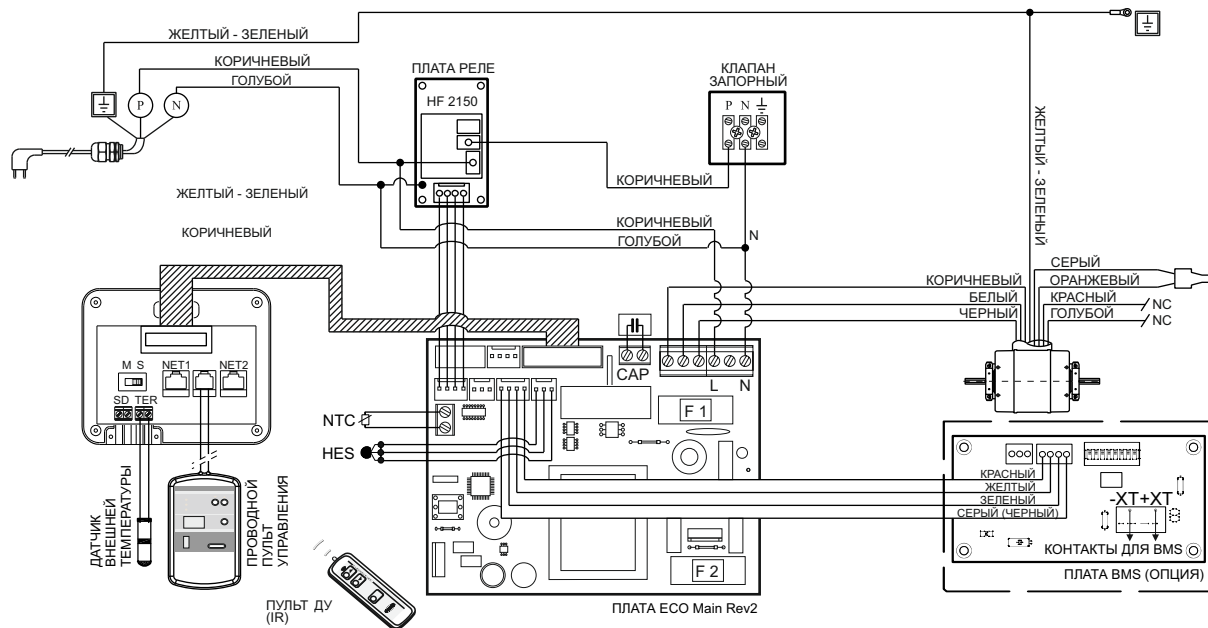 ЖЕЛТЫЙ - ЗЕЛЕНЫЙ
КОРИЧНЕВЫЙ
ГОЛУБОЙ
P
N
ПЛАТА РЕЛЕ
HF 2150
КЛАПАН
ЗАПОРНЫЙ
P N
ЖЕЛТЫЙ - ЗЕЛЕНЫЙ
КОРИЧНЕВЫЙ
ЖЕЛТЫЙ - ЗЕЛЕНЫЙ
КОРИЧНЕВЫЙ
КОРИЧНЕВЫЙ
ГОЛУБОЙ
N
КОРИЧНЕВЫЙ
БЕЛЫЙ
ЧЕРНЫЙ
СЕРЫЙ
ОРАНЖЕВЫЙ
КРАСНЫЙ
NC
ГОЛУБОЙ
NC
M S
NET1
NET2
SD TER
CAP
L
N
F 1
NTC
HES
F 2
КРАСНЫЙ
ЖЕЛТЫЙ
ЗЕЛЕНЫЙ
СЕРЫЙ (ЧЕРНЫЙ)
-XT+XT
КОНТАКТЫ ДЛЯ BMS
ПЛАТА BMS (ОПЦИЯ)
ДАТЧИК
ВНЕШНЕЙ
ТЕМПЕРАТУРЫ
ПРОВОДНОЙ
ПУЛЬТ
УПРАВЛЕНИЯ
ПУЛЬТ ДУ
(IR)
ПЛАТА ECO Main Rev2